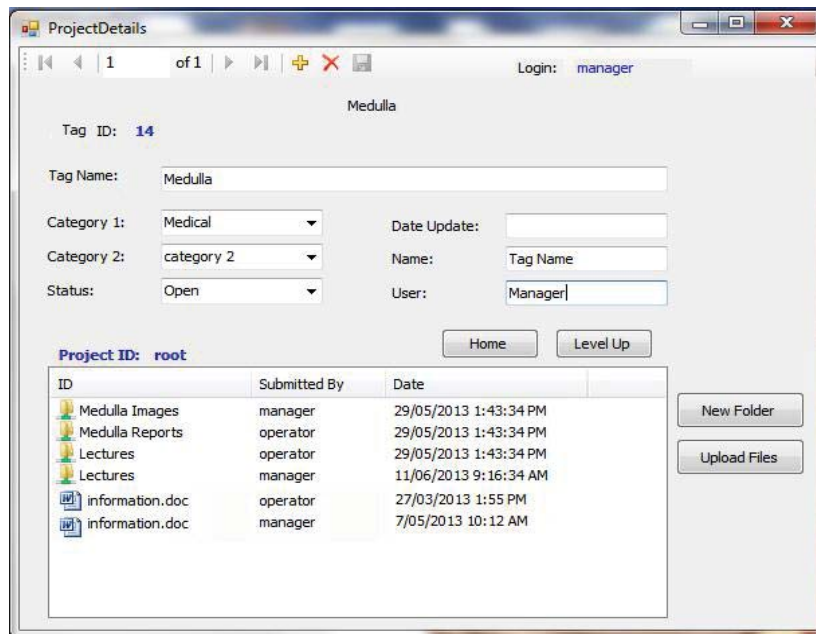 ProjectDetails
1 of 1
Login: manager
Medulla
Tag ID: 14
Tag Name: Medulla
Category 1: Medical Date Update:
Category 2: category 2 Name: Tag Name
Status: Open User: Manager
Home Level Up
Project ID: root
ID Submitted By Date
Medulla Images manager 29/05/2013 1:43:34 PM
Medulla Reports operator 29/05/2013 1:43:34 PM
Lectures operator 29/05/2013 1:43:34 PM
Lectures manager 11/06/2013 9:16:34 AM
information.doc operator 27/03/2013 1:55 PM
information.doc manager 7/05/2013 10:12 AM
New Folder
Upload Files